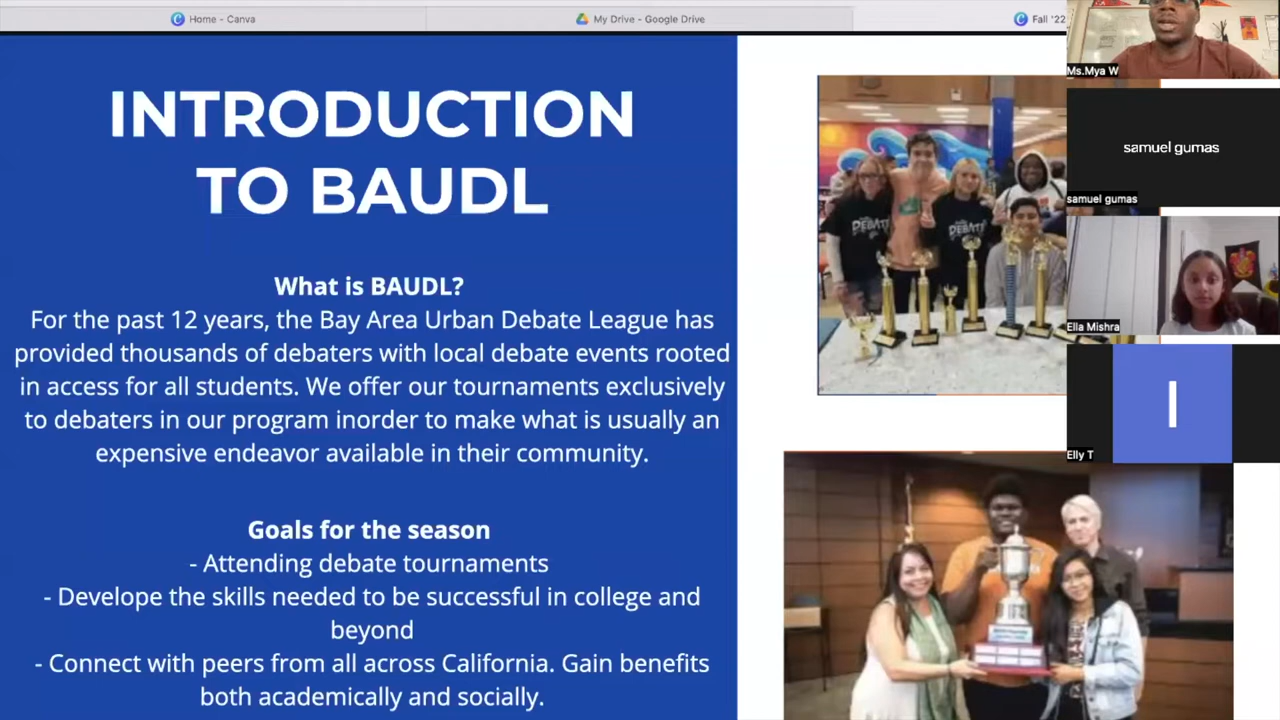 Home - Canva
My Drive - Google Drive
Fall '22
INTRODUCTION
TO BAUDL
What is BAUDL?
For the past 12 years, the Bay Area Urban Debate League has
provided thousands of debaters with local debate events rooted
in access for all students. We offer our tournaments exclusively
to debaters in our program inorder to make what is usually an
expensive endeavor available in their community.
Goals for the season
- Attending debate tournaments
- Develope the skills needed to be successful in college and
beyond
- Connect with peers from all across California. Gain benefits
both academically and socially.
DEBATE
DEBATE
Ms.Mya W
samuel gumas
samuel gumas
Ella Mishra
I
Elly T